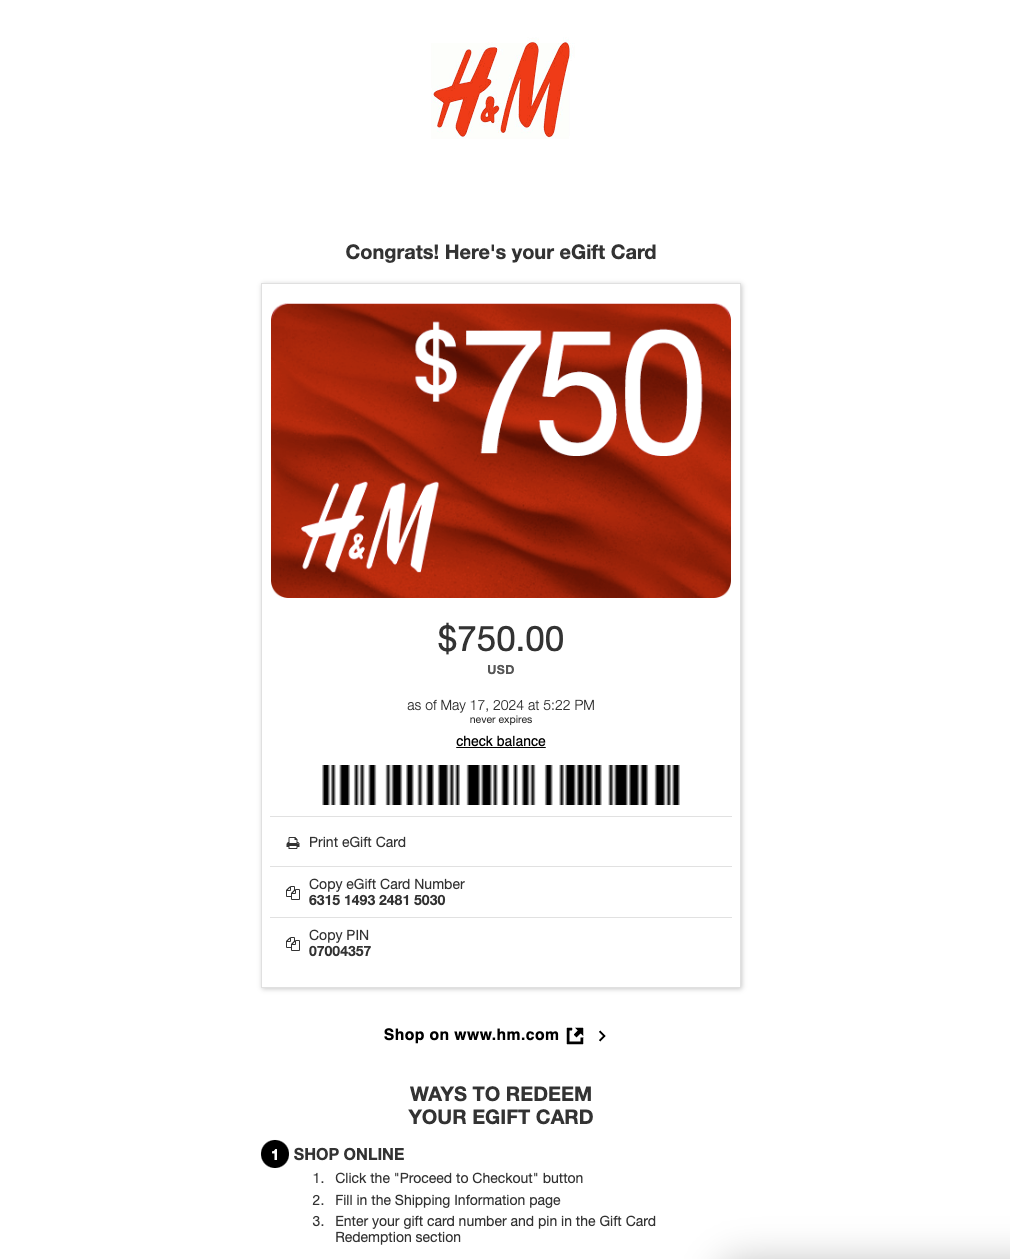 H&M
Congrats! Here's your eGift Card
$750
H&M
$750.00
USD
as of May 17, 2024 at 5:22 PM
never expires
check balance
Print eGift Card
Copy eGift Card Number
6315 1493 2481 5030
Copy PIN
07004357
Shop on www.hm.com
WAYS TO REDEEM
YOUR EGIFT CARD
1 SHOP ONLINE
1. Click the "Proceed to Checkout" button
2. Fill in the Shipping Information page
3. Enter your gift card number and pin in the Gift Card
Redemption section